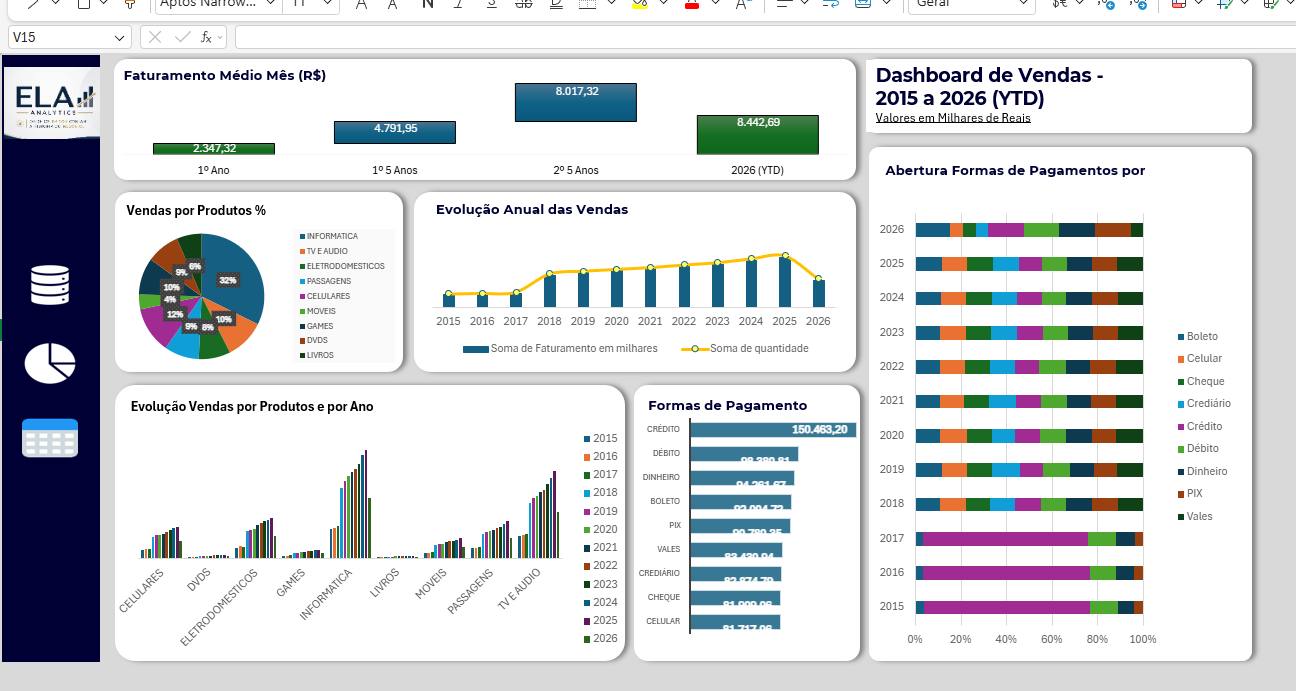 Aptos Narrow...
11
Geral
V15
fx
ELA
ANALYTICS
Faturamento Médio Mês (R$)
2.347,32
4.791,95
8.017,32
8.442,69
1º Ano
1º 5 Anos
2º 5 Anos
2026 (YTD)
Dashboard de Vendas -
2015 a 2026 (YTD)
Valores em Milhares de Reais
Vendas por Produtos %
32%
10%
8%
9%
12%
4%
10%
9%
6%
INFORMATICA
TV E AUDIO
ELETRODOMESTICOS
PASSAGENS
CELULARES
MOVEIS
GAMES
DVDS
LIVROS
Evolução Anual das Vendas
2015 2016 2017 2018 2019 2020 2021 2022 2023 2024 2025 2026
Soma de Faturamento em milhares
Soma de quantidade
Abertura Formas de Pagamentos por
2026
2025
2024
2023
2022
2021
2020
2019
2018
2017
2016
2015
0% 20% 40% 60% 80% 100%
Boleto
Celular
Cheque
Crediário
Crédito
Débito
Dinheiro
PIX
Vales
Evolução Vendas por Produtos e por Ano
CELULARES
DVDS
ELETRODOMESTICOS
GAMES
INFORMATICA
LIVROS
MOVEIS
PASSAGENS
TV E AUDIO
2015
2016
2017
2018
2019
2020
2021
2022
2023
2024
2025
2026
Formas de Pagamento
CRÉDITO
150.463,20
DÉBITO
DINHEIRO
BOLETO
PIX
VALES
CREDIÁRIO
CHEQUE
CELULAR